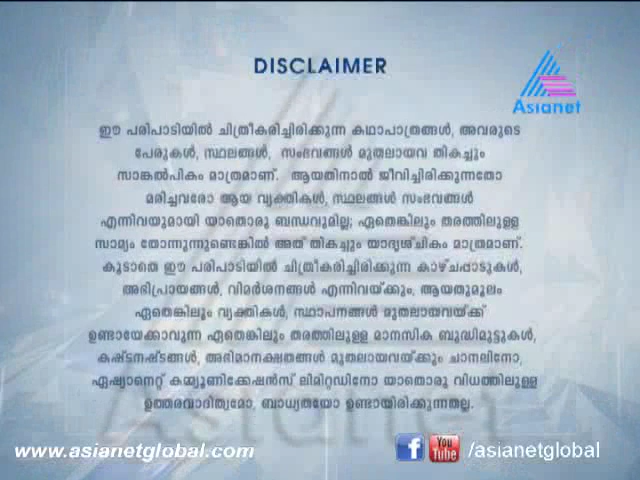 DISCLAIMER
Asianet
ഈ പരിപാടിയിൽ ചിത്രീകരിച്ചിരിക്കുന്ന കഥാപാത്രങ്ങൾ, അവരുടെ
പേരുകൾ, സ്ഥലങ്ങൾ, സംഭവങ്ങൾ മുതലായവ തികച്ചും
സാങ്കൽപികം മാത്രമാണ്. ആയതിനാൽ ജീവിച്ചിരിക്കുന്നതോ
മരിച്ചവരോ ആയ വ്യക്തികൾ, സ്ഥലങ്ങൾ സംഭവങ്ങൾ
എന്നിവയുമായി യാതൊരു ബന്ധവുമില്ല; ഏതെങ്കിലും തരത്തിലുള്ള
സാമ്യം തോന്നുന്നുണ്ടെങ്കിൽ അത് തികച്ചും യാദൃശ്ചികം മാത്രമാണ്.
കൂടാതെ ഈ പരിപാടിയിൽ ചിത്രീകരിച്ചിരിക്കുന്ന കാഴ്ചപ്പാടുകൾ,
അഭിപ്രായങ്ങൾ, വിമർശനങ്ങൾ എന്നിവയ്ക്കും, ആയതുമൂലം
ഏതെങ്കിലും വ്യക്തികൾ, സ്ഥാപനങ്ങൾ മുതലായവയ്ക്ക്
ഉണ്ടായേക്കാവുന്ന ഏതെങ്കിലും തരത്തിലുള്ള മാനസിക ബുദ്ധിമുട്ടുകൾ,
കഷ്ടനഷ്ടങ്ങൾ, അഭിമാനക്ഷതങ്ങൾ മുതലായവയ്ക്കും ചാനലിനോ,
ഏഷ്യാനെറ്റ് കമ്മ്യൂണിക്കേഷൻസ് ലിമിറ്റഡിനോ യാതൊരു വിധത്തിലുള്ള
ഉത്തരവാദിത്വമോ, ബാധ്യതയോ ഉണ്ടായിരിക്കുന്നതല്ല.
Asianet
www.asianetglobal.com
f You Tube /asianetglobal